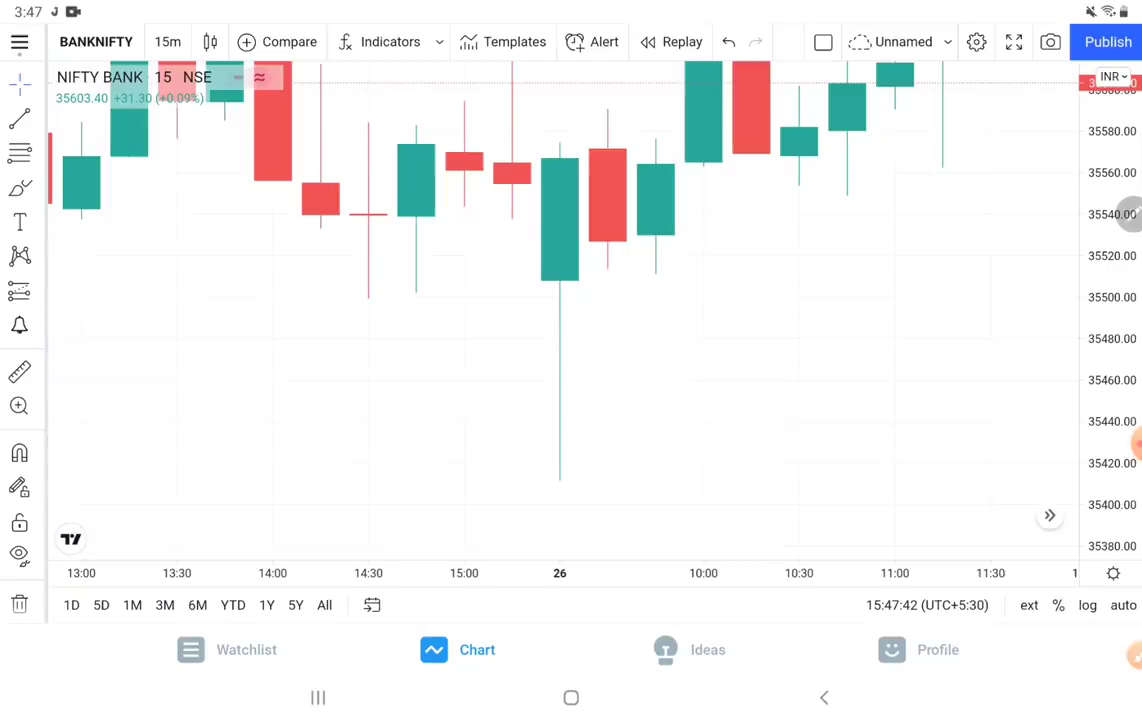 3:47 J
BANKNIFTY 15m Compare Indicators Templates Alert Replay Unnamed Publish
NIFTY BANK 15 NSE
INR
35603.40 +31.30 (+0.09%)
35580.00
35560.00
35540.00
35520.00
35500.00
35480.00
35460.00
35440.00
35420.00
35400.00
35380.00
13:00 13:30 14:00 14:30 15:00 26 10:00 10:30 11:00 11:30 1
1D 5D 1M 3M 6M YTD 1Y 5Y All 15:47:42 (UTC+5:30) ext % log auto
Watchlist Chart Ideas Profile